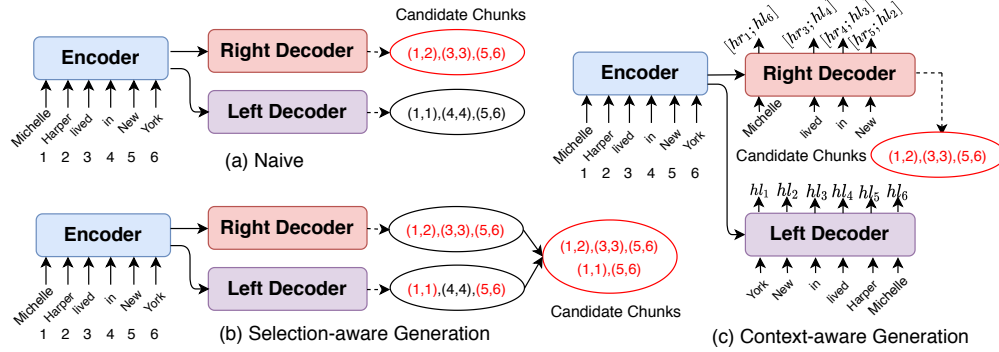 Candidate Chunks
Encoder
Right Decoder
(1,2),(3,3),(5,6)
Left Decoder
(1,1),(4,4),(5,6)
Michelle Harper lived in New York
1 2 3 4 5 6
(a) Naive
Encoder
Right Decoder
(1,2),(3,3),(5,6)
Left Decoder
(1,1),(4,4),(5,6)
(1,2),(3,3),(5,6)
(1,1),(5,6)
Candidate Chunks
Michelle Harper lived in New York
1 2 3 4 5 6
(b) Selection-aware Generation
[hr₁; hl₆] [hr₃; hl₄] [hr₄; hl₃] [hr₅; hl₂]
Encoder
Right Decoder
Michelle Harper lived in New York
1 2 3 4 5 6
Michelle lived in New
Candidate Chunks
(1,2),(3,3),(5,6)
hl₁ hl₂ hl₃ hl₄ hl₅ hl₆
Left Decoder
York New in lived Harper Michelle
(c) Context-aware Generation